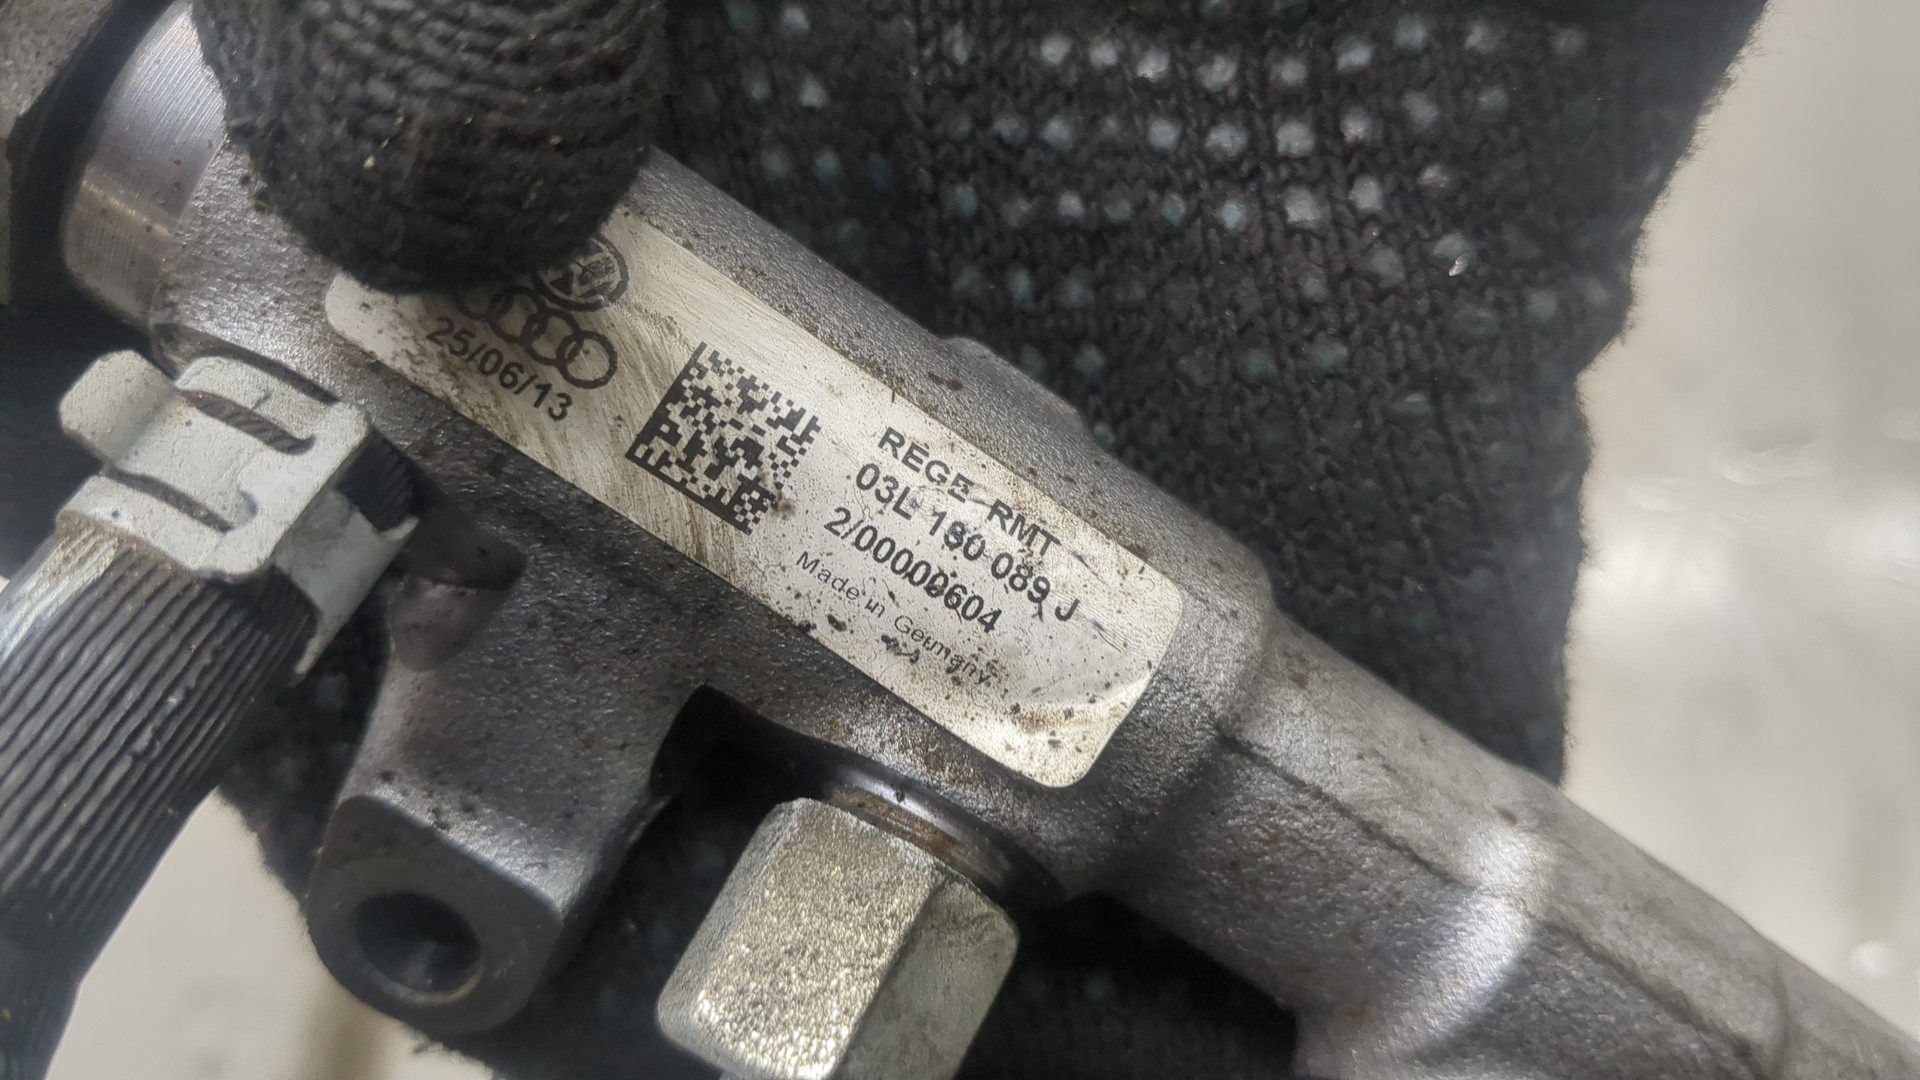 25/06/13
REGE-RMT
03L 130 089 J
2/00000604
Made in Germany